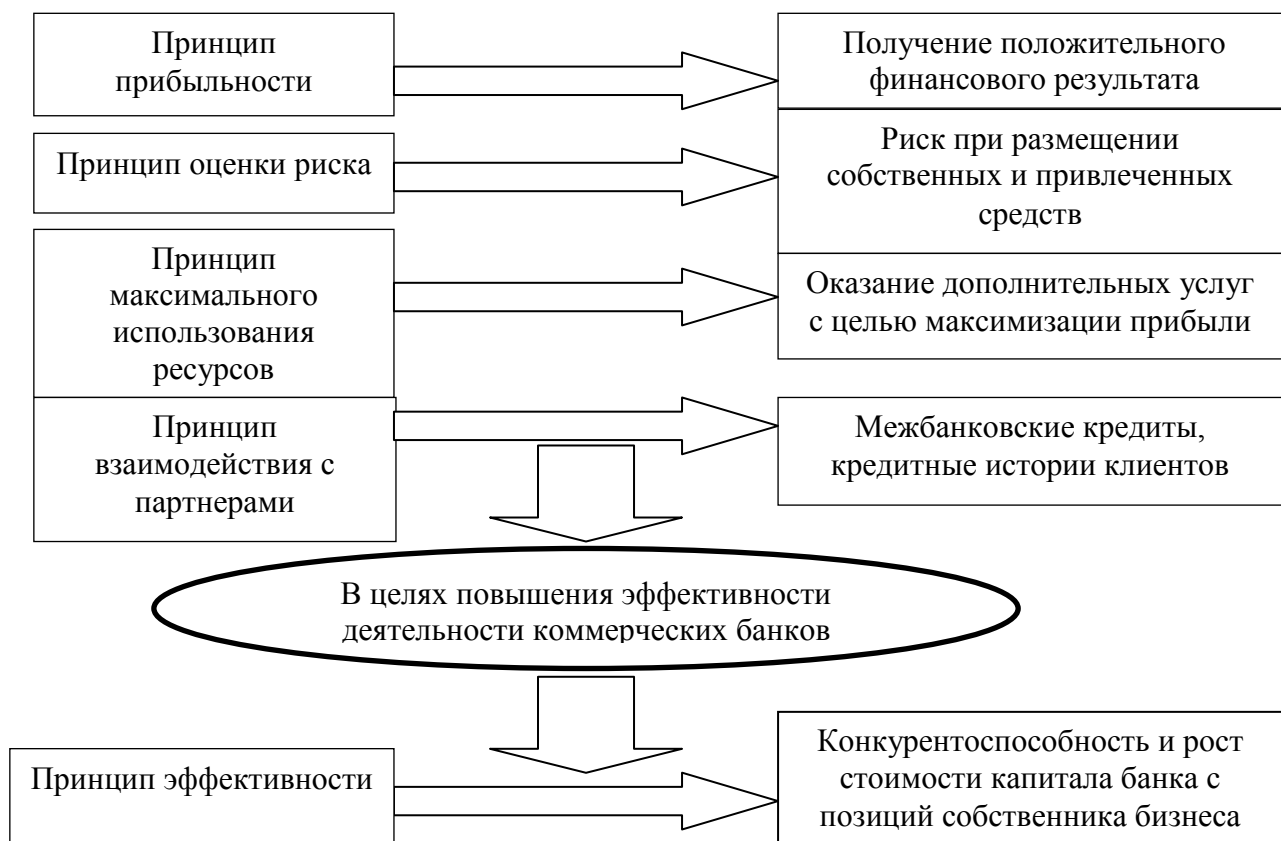 Принцип
прибыльности
Получение положительного
финансового результата
Принцип оценки риска
Риск при размещении
собственных и привлеченных
средств
Принцип
максимального
использования
ресурсов
Оказание дополнительных услуг
с целью максимизации прибыли
Принцип
взаимодействия с
партнерами
Межбанковские кредиты,
кредитные истории клиентов
В целях повышения эффективности
деятельности коммерческих банков
Принцип эффективности
Конкурентоспособность и рост
стоимости капитала банка с
позиций собственника бизнеса